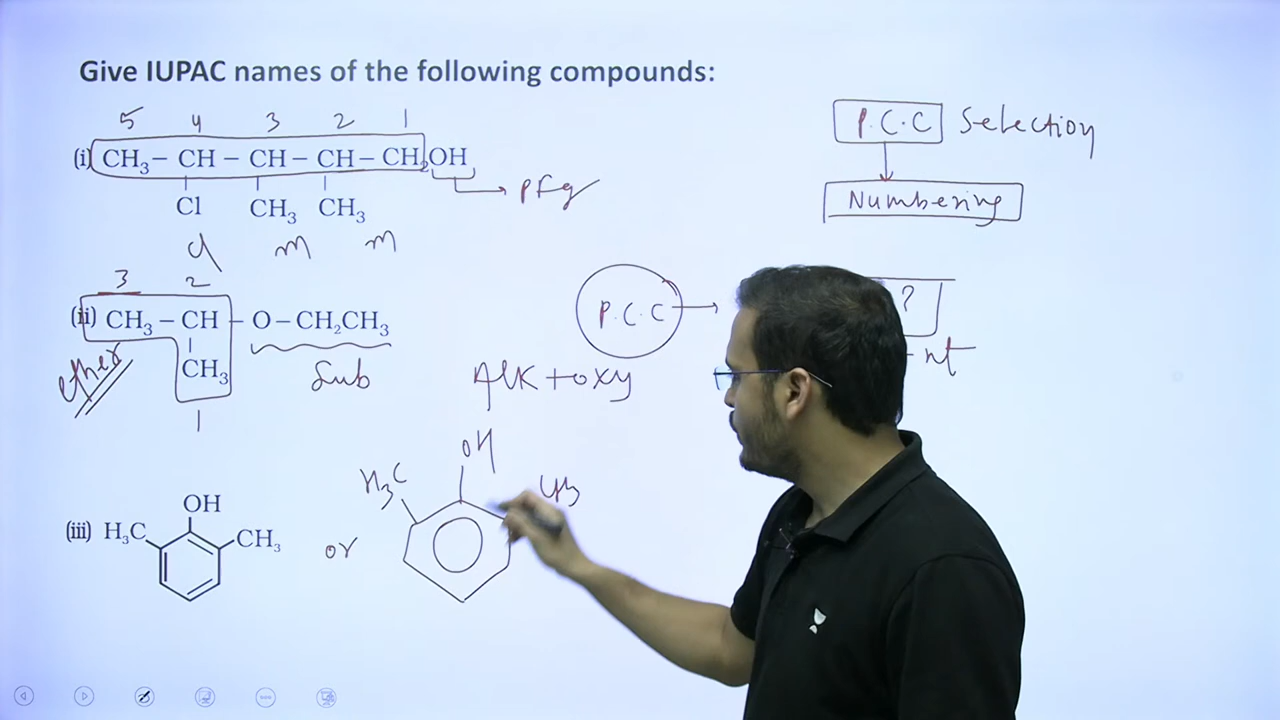 Give IUPAC names of the following compounds:
5 4 3 2 1
(i) CH3 – CH – CH – CH – CH2OH
Cl CH3 CH3
Cl m m
pfg
P.C.C Selection
Numbering
3 2
(ii) CH3 – CH – O – CH2CH3
CH3
1
ether
Sub
P.C.C
?
Alk + oxy
nt
(iii) H3C OH CH3
or
H3C OH